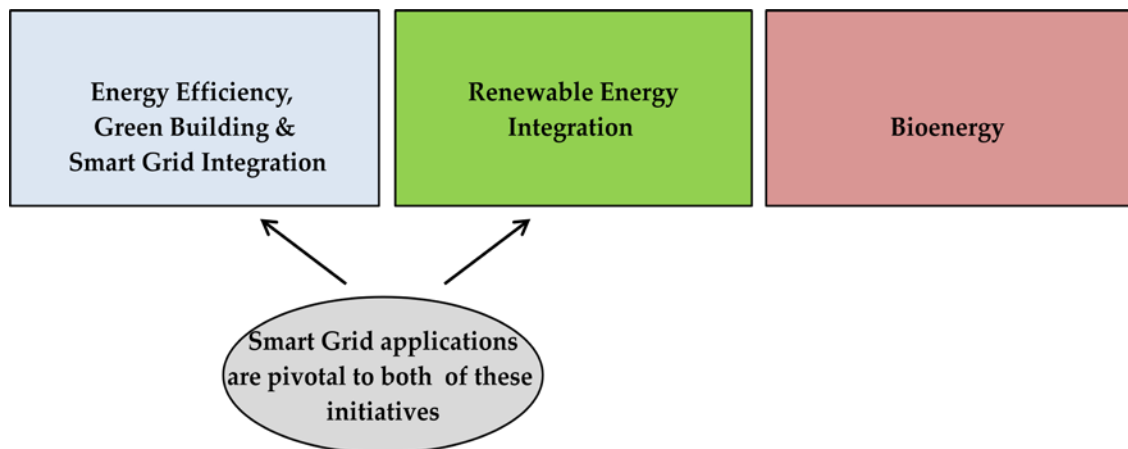 Energy Efficiency,
Green Building &
Smart Grid Integration
Renewable Energy
Integration
Bioenergy
Smart Grid applications
are pivotal to both of these
initiatives